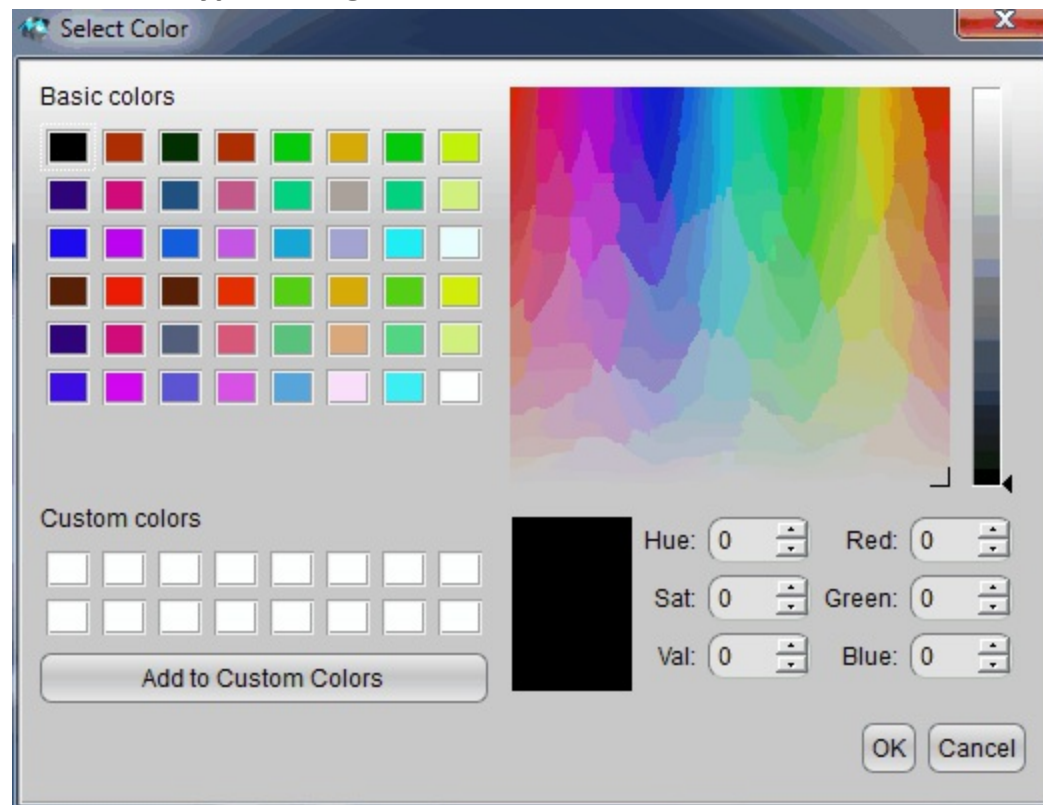 Select Color
X
Basic colors
Custom colors
Add to Custom Colors
Hue: 0 Red: 0
Sat: 0 Green: 0
Val: 0 Blue: 0
OK Cancel